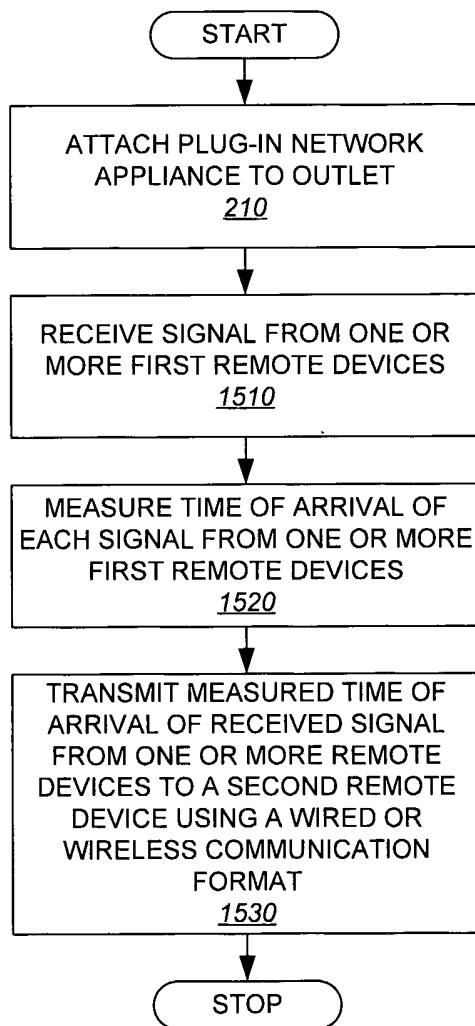 START
ATTACH PLUG-IN NETWORK
APPLIANCE TO OUTLET
210
RECEIVE SIGNAL FROM ONE OR
MORE FIRST REMOTE DEVICES
1510
MEASURE TIME OF ARRIVAL OF
EACH SIGNAL FROM ONE OR MORE
FIRST REMOTE DEVICES
1520
TRANSMIT MEASURED TIME OF
ARRIVAL OF RECEIVED SIGNAL
FROM ONE OR MORE REMOTE
DEVICES TO A SECOND REMOTE
DEVICE USING A WIRED OR
WIRELESS COMMUNICATION
FORMAT
1530
STOP